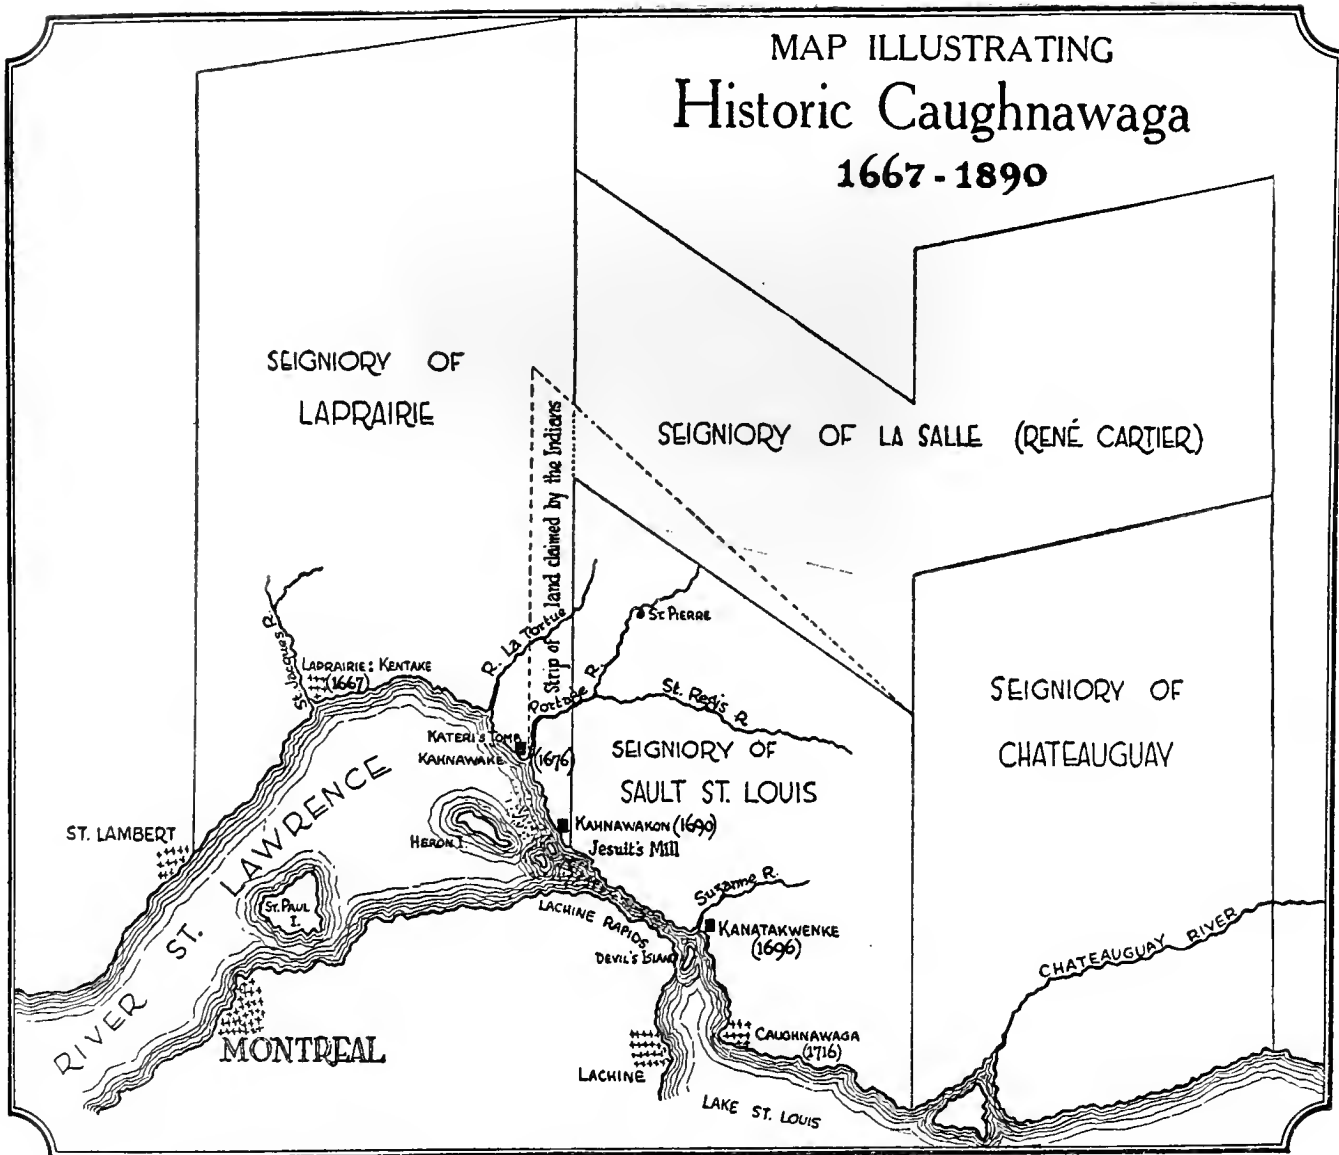 MAP ILLUSTRATING
Historic Caughnawaga
1667-1890
SEIGNIORY OF
LAPRAIRIE
SEIGNIORY OF LA SALLE (RENÉ CARTIER)
Strip of land claimed by the Indians
St. Jacques R.
LAPRAIRIE: KENTAKE
(1667)
R. La Tortue
ST. PIERRE
Portage R.
St. Regis R.
SEIGNIORY OF
CHATEAUGUAY
KATERI'S TOMB
KAHNAWAKE (1676)
SEIGNIORY OF
SAULT ST. LOUIS
ST. LAMBERT
HERON I.
KAHNAWAKON (1690)
Jesuit's Mill
RIVER ST. LAWRENCE
ST. PAUL
I.
LACHINE RAPIDS
Suzanne R.
KANATAKWENKE
(1696)
DEVIL'S ISLAND
CHATEAUGUAY RIVER
MONTREAL
CAUGHNAWAGA
(1716)
LACHINE
LAKE ST. LOUIS